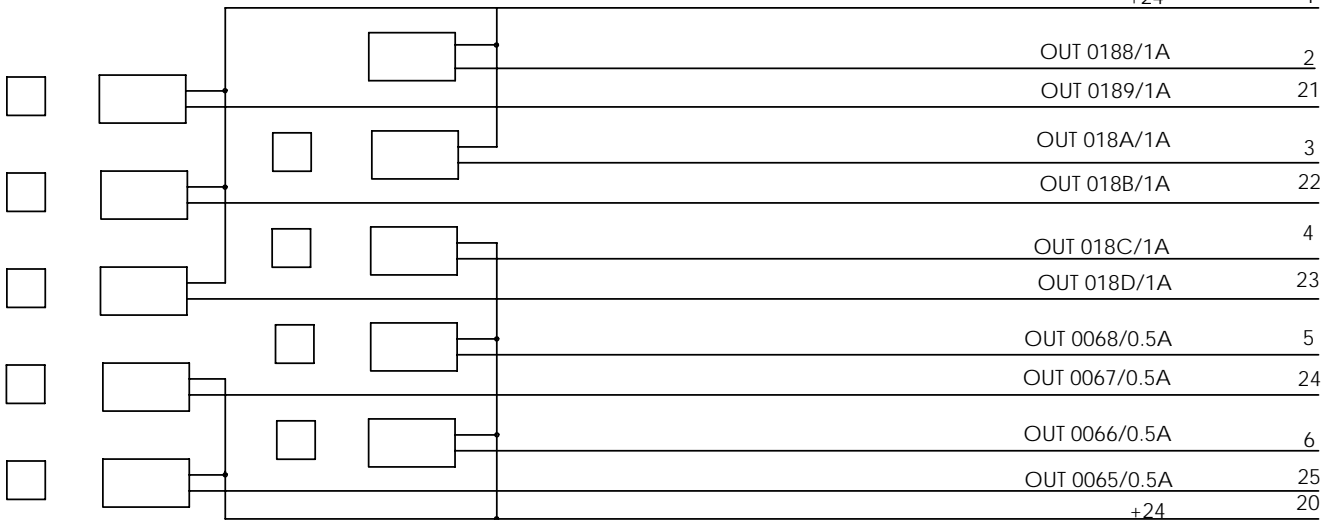 +24
OUT 0188/1A 2
OUT 0189/1A 21
OUT 018A/1A 3
OUT 018B/1A 22
OUT 018C/1A 4
OUT 018D/1A 23
OUT 0068/0.5A 5
OUT 0067/0.5A 24
OUT 0066/0.5A 6
OUT 0065/0.5A 25
+24 20